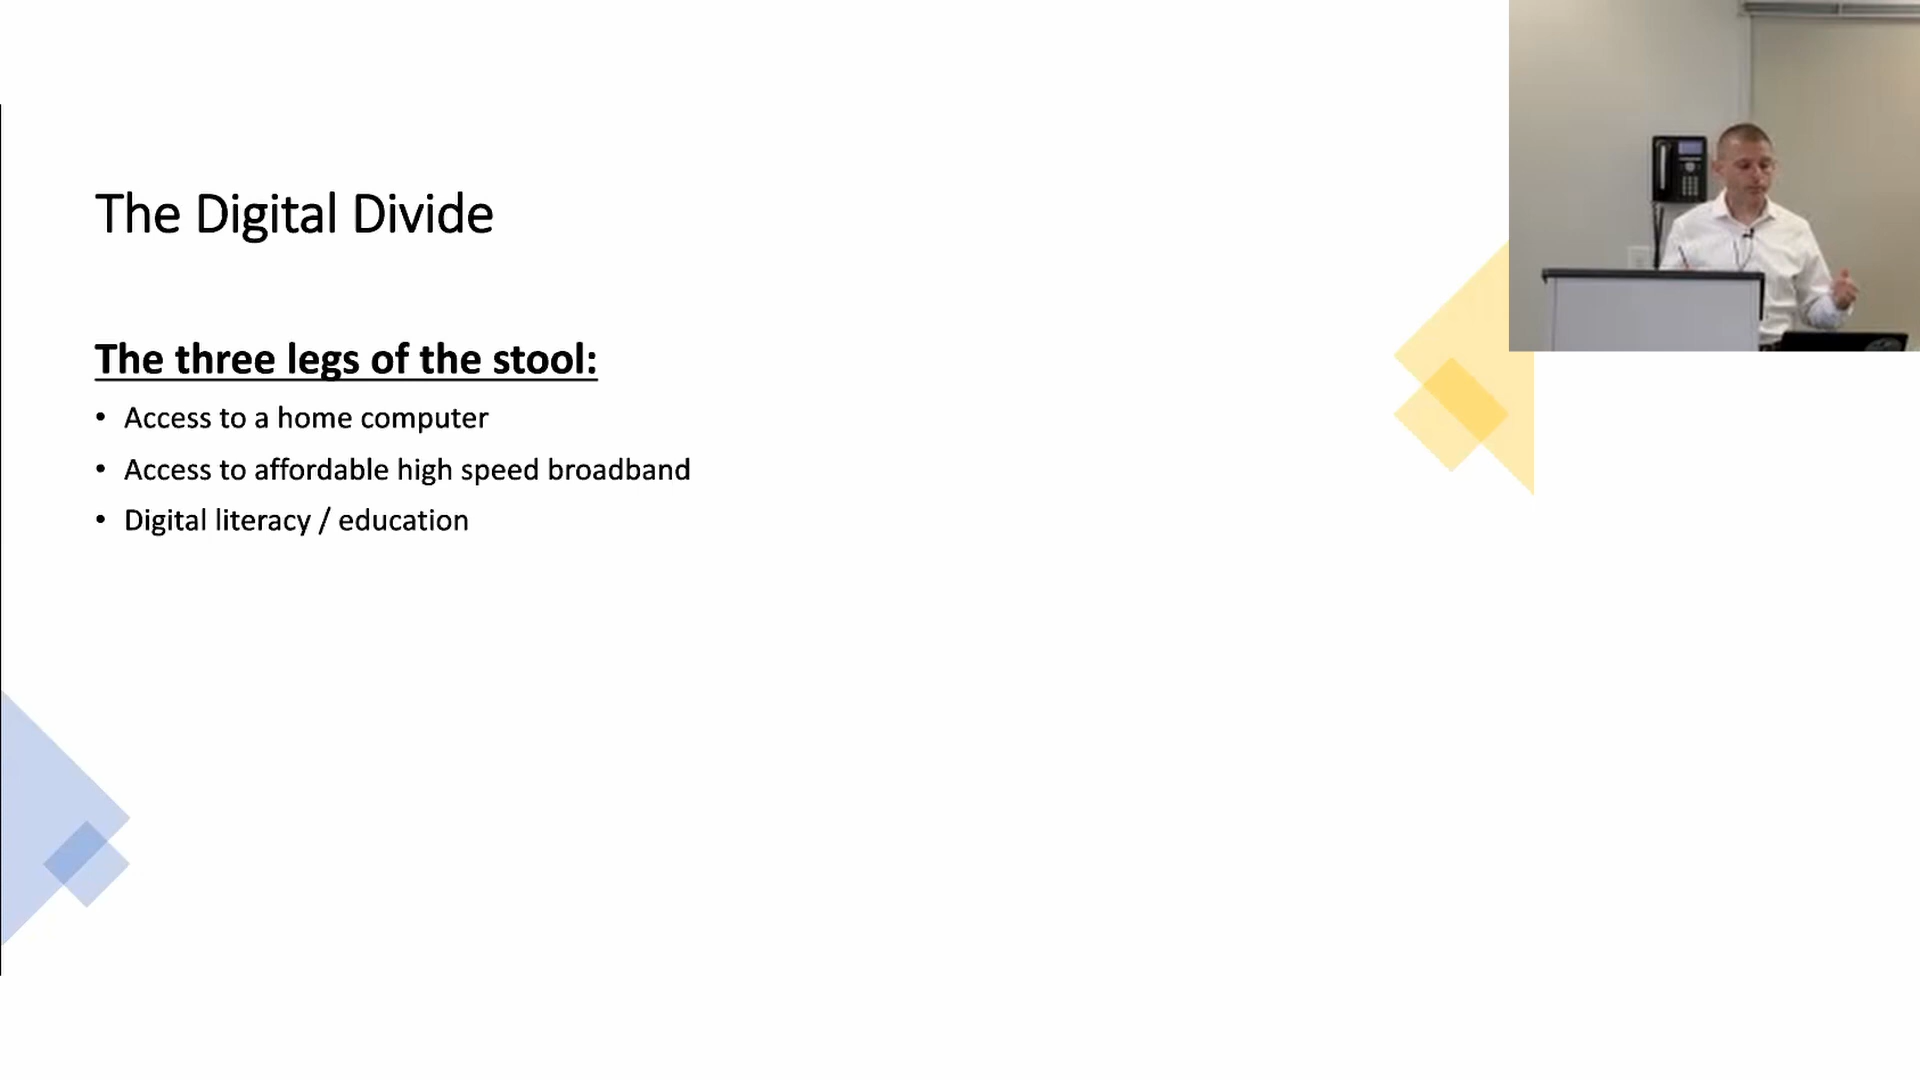 The Digital Divide
The three legs of the stool:
• Access to a home computer
• Access to affordable high speed broadband
• Digital literacy / education